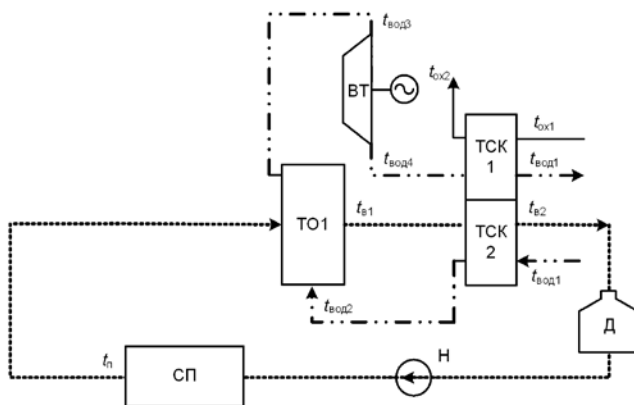 tвод3
ВТ
tох2
ТСК
1
tох1
tвод4
tвод1
ТО1
tв1
ТСК
2
tв2
tвод1
tвод2
Д
Н
tп
СП